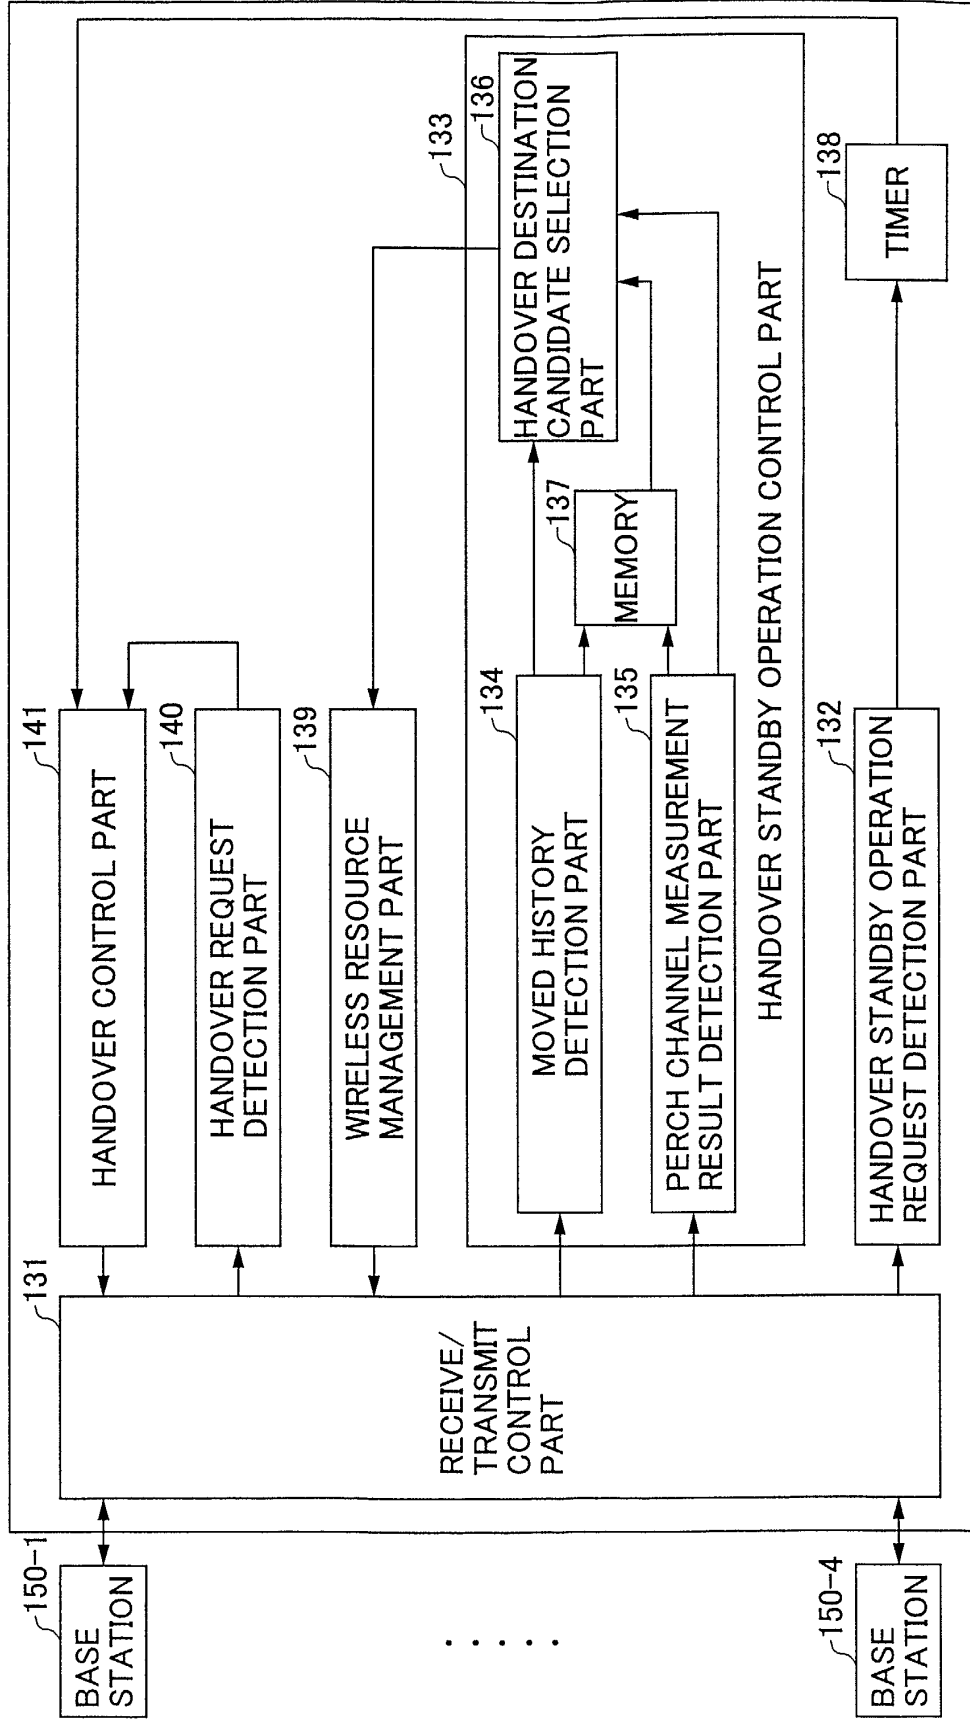 150-1
BASE
STATION
150-4
BASE
STATION
131
RECEIVE/
TRANSMIT
CONTROL
PART
141
HANDOVER CONTROL PART
140
HANDOVER REQUEST
DETECTION PART
139
WIRELESS RESOURCE
MANAGEMENT PART
133
134
MOVED HISTORY
DETECTION PART
135
PERCH CHANNEL MEASUREMENT
RESULT DETECTION PART
137
MEMORY
136
HANDOVER DESTINATION
CANDIDATE SELECTION
PART
HANDOVER STANDBY OPERATION CONTROL PART
132
HANDOVER STANDBY OPERATION
REQUEST DETECTION PART
138
TIMER